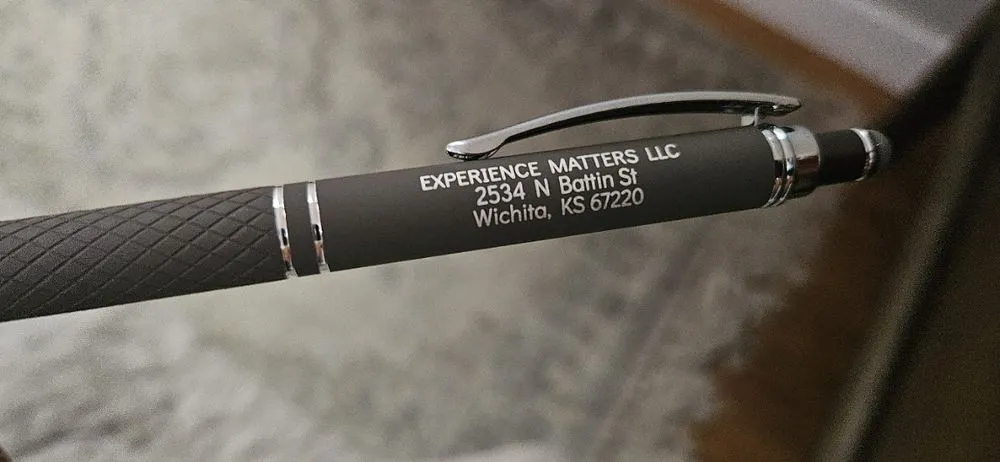 EXPERIENCE MATTERS LLC
2534 N Battin St
Wichita, KS 67220